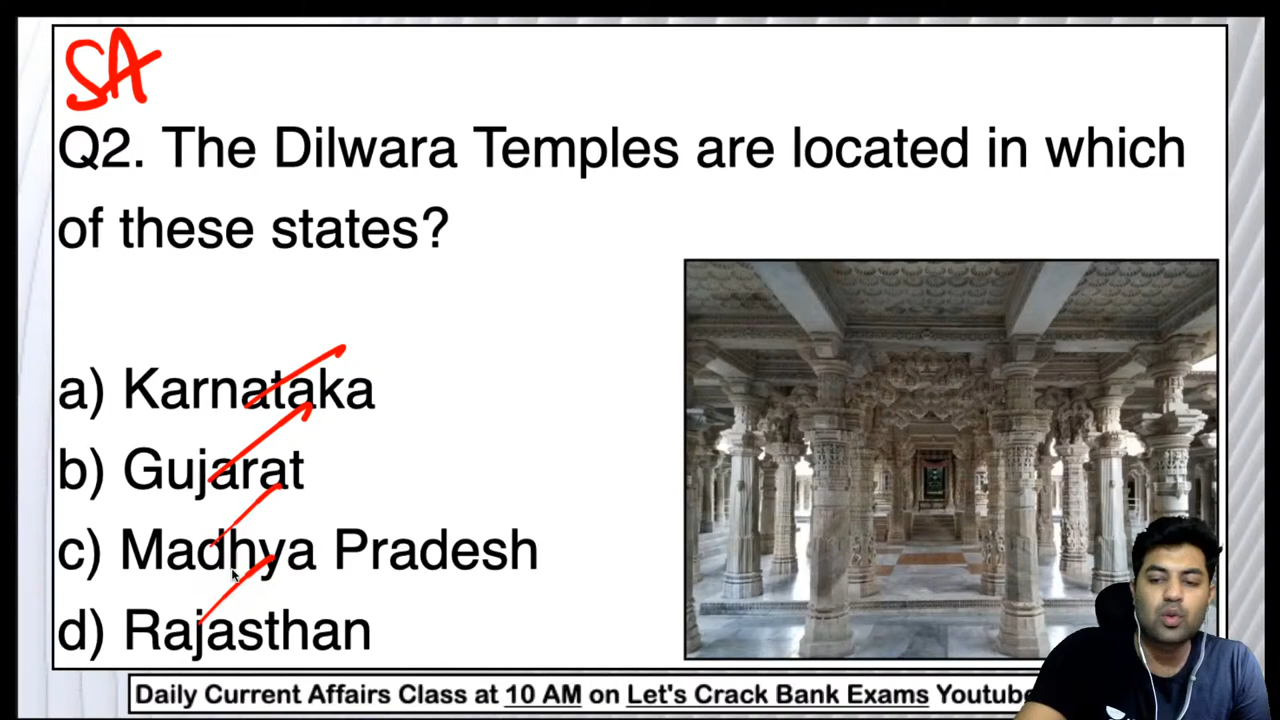 SA
Q2. The Dilwara Temples are located in which
of these states?
a) Karnataka
b) Gujarat
c) Madhya Pradesh
d) Rajasthan
Daily Current Affairs Class at 10 AM on Let's Crack Bank Exams Youtube